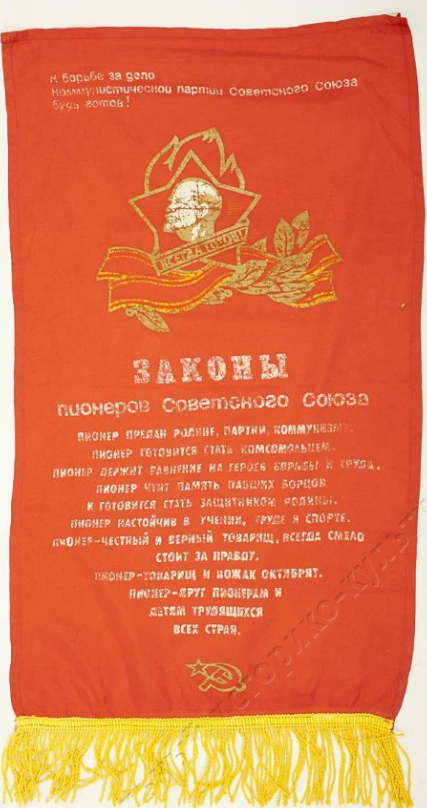 К борьбе за дело
Коммунистической партии Советского Союза
будь готов!
ВСЕГДА ГОТОВ!
ЗАКОНЫ
пионеров Советского Союза
ПИОНЕР ПРЕДАН РОДИНЕ, ПАРТИИ, КОММУНИЗМУ.
ПИОНЕР ГОТОВИТСЯ СТАТЬ КОМСОМОЛЬЦЕМ.
ПИОНЕР ДЕРЖИТ РАВНЕНИЕ НА ГЕРОЕВ БОРЬБЫ И ТРУДА.
ПИОНЕР ЧТИТ ПАМЯТЬ ПАВШИХ БОРЦОВ
И ГОТОВИТСЯ СТАТЬ ЗАЩИТНИКОМ РОДИНЫ.
ПИОНЕР НАСТОЙЧИВ В УЧЕНИИ, ТРУДЕ И СПОРТЕ.
ПИОНЕР-ЧЕСТНЫЙ И ВЕРНЫЙ ТОВАРИЩ, ВСЕГДА СМЕЛО
СТОИТ ЗА ПРАВДУ.
ПИОНЕР-ТОВАРИЩ И ВОЖАК ОКТЯБРЯТ.
ПИОНЕР-ДРУГ ПИОНЕРАМ И
ДЕТЯМ ТРУДЯЩИХСЯ
ВСЕХ СТРАН.